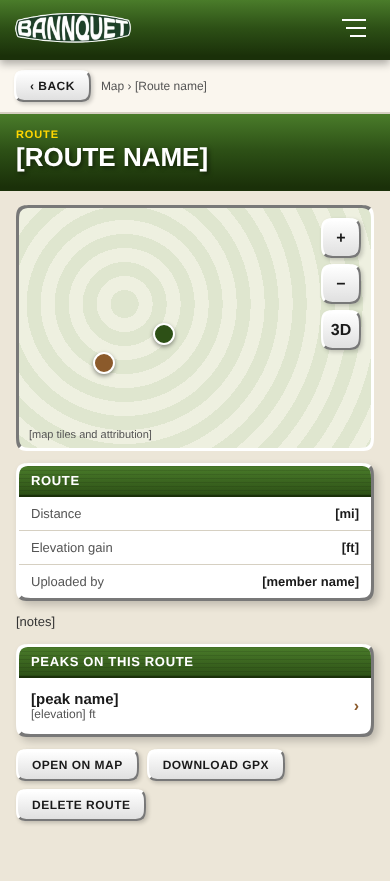 BANNQUET
‹ BACK
Map › [Route name]
ROUTE
[ROUTE NAME]
+
−
3D
[map tiles and attribution]
ROUTE
Distance [mi]
Elevation gain [ft]
Uploaded by [member name]
[notes]
PEAKS ON THIS ROUTE
[peak name]
[elevation] ft
›
OPEN ON MAP DOWNLOAD GPX
DELETE ROUTE